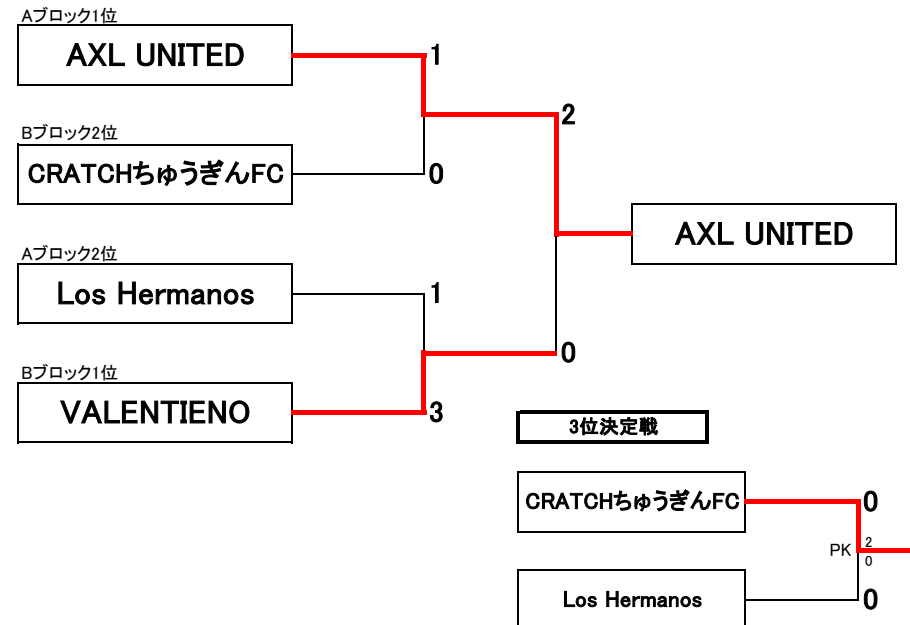 Aブロック1位
AXL UNITED
1
2
Bブロック2位
CRATCHちゅうぎんFC
0
AXL UNITED
Aブロック2位
Los Hermanos
1
0
Bブロック1位
VALENTIENO
3
3位決定戦
CRATCHちゅうぎんFC
0
PK
2
0
Los Hermanos
0